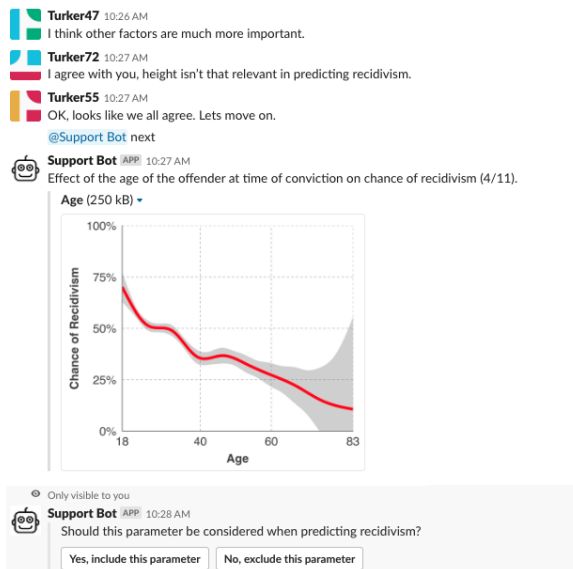 Turker47 10:26 AM
I think other factors are much more important.
Turker72 10:27 AM
I agree with you, height isn't that relevant in predicting recidivism.
Turker55 10:27 AM
OK, looks like we all agree. Lets move on.
@Support Bot next
Support Bot APP 10:27 AM
Effect of the age of the offender at time of conviction on chance of recidivism (4/11).
Age (250 kB)
100%
75%
50%
25%
0%
Chance of Recidivism
18 40 60 83
Age
Only visible to you
Support Bot APP 10:28 AM
Should this parameter be considered when predicting recidivism?
Yes, include this parameter No, exclude this parameter